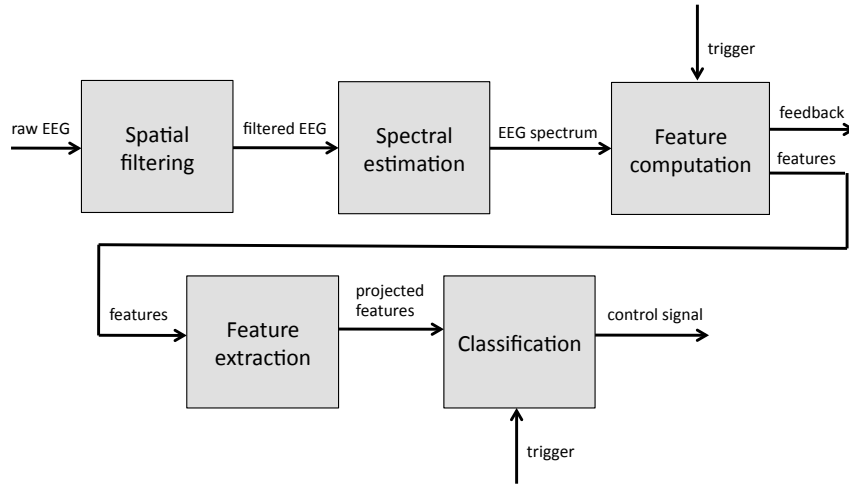 trigger
raw EEG
Spatial
filtering
filtered EEG
Spectral
estimation
EEG spectrum
Feature
computation
feedback
features
features
Feature
extraction
projected
features
Classification
control signal
trigger